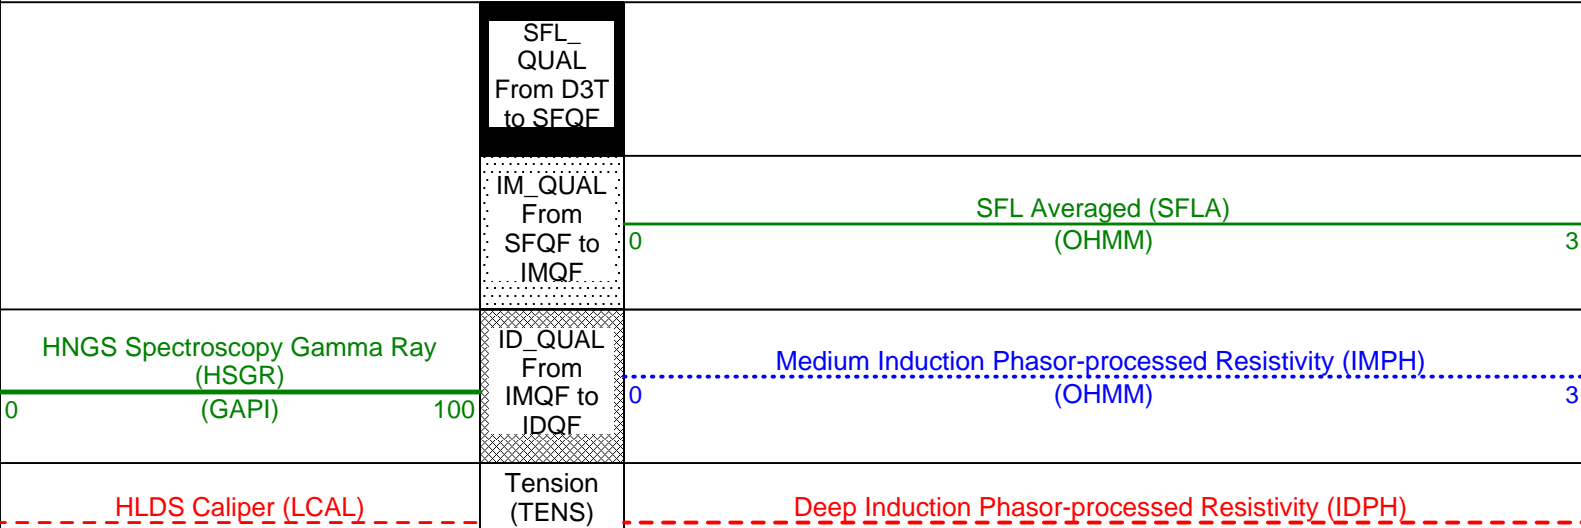 SFL_
QUAL
From D3T
to SFQF
IM_QUAL
From
SFQF to
IMQF
SFL Averaged (SFLA)
0 (OHMM) 3
HNGS Spectroscopy Gamma Ray
(HSGR)
0 (GAPI) 100
ID_QUAL
From
IMQF to
IDQF
Medium Induction Phasor-processed Resistivity (IMPH)
0 (OHMM) 3
HLDS Caliper (LCAL)
Tension
(TENS)
Deep Induction Phasor-processed Resistivity (IDPH)